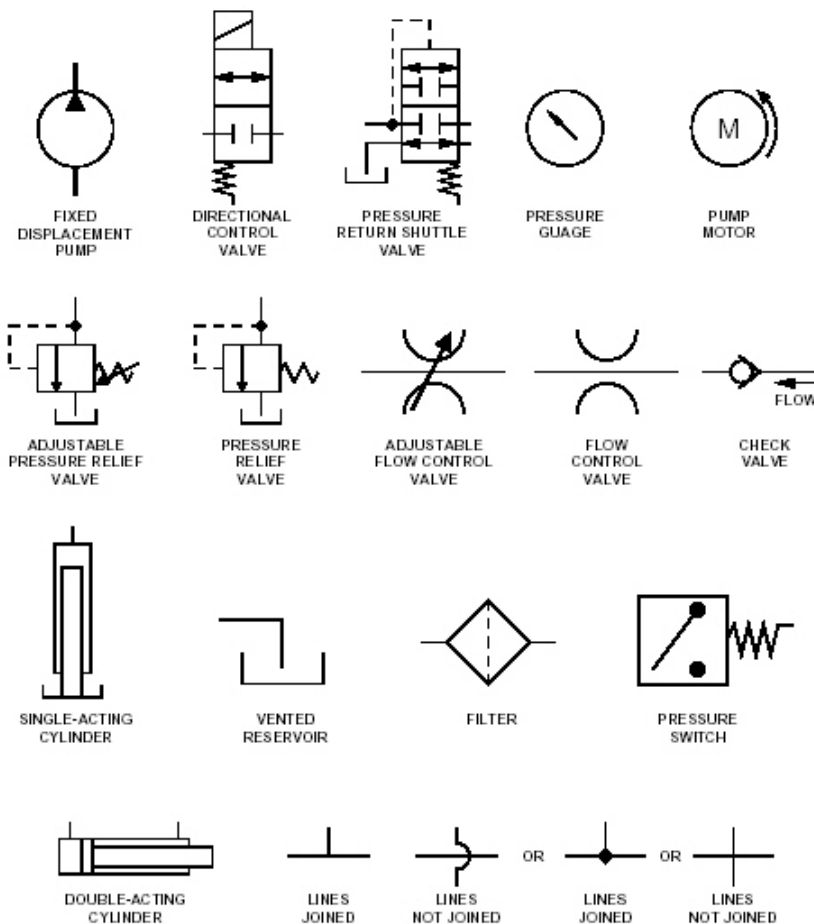 FIXED
DISPLACEMENT
PUMP
DIRECTIONAL
CONTROL
VALVE
PRESSURE
RETURN SHUTTLE
VALVE
PRESSURE
GUAGE
M
PUMP
MOTOR
ADJUSTABLE
PRESSURE RELIEF
VALVE
PRESSURE
RELIEF
VALVE
ADJUSTABLE
FLOW CONTROL
VALVE
FLOW
CONTROL
VALVE
FLOW
CHECK
VALVE
SINGLE-ACTING
CYLINDER
VENTED
RESERVOIR
FILTER
PRESSURE
SWITCH
DOUBLE-ACTING
CYLINDER
LINES
JOINED
LINES
NOT JOINED
OR
LINES
JOINED
OR
LINES
NOT JOINED